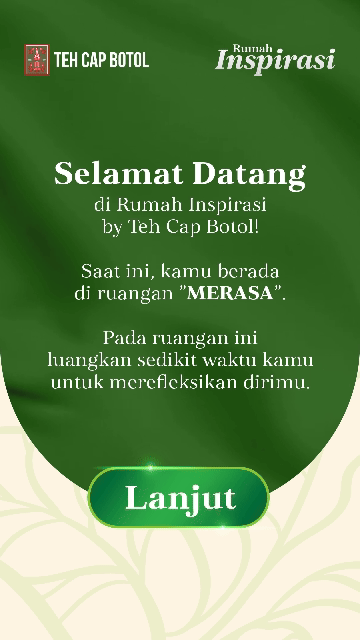 TEH CAP BOTOL
Rumah
Inspirasi
Selamat Datang
di Rumah Inspirasi
by Teh Cap Botol!
Saat ini, kamu berada
di ruangan "MERASA".
Pada ruangan ini
luangkan sedikit waktu kamu
untuk merefleksikan dirimu.
Lanjut